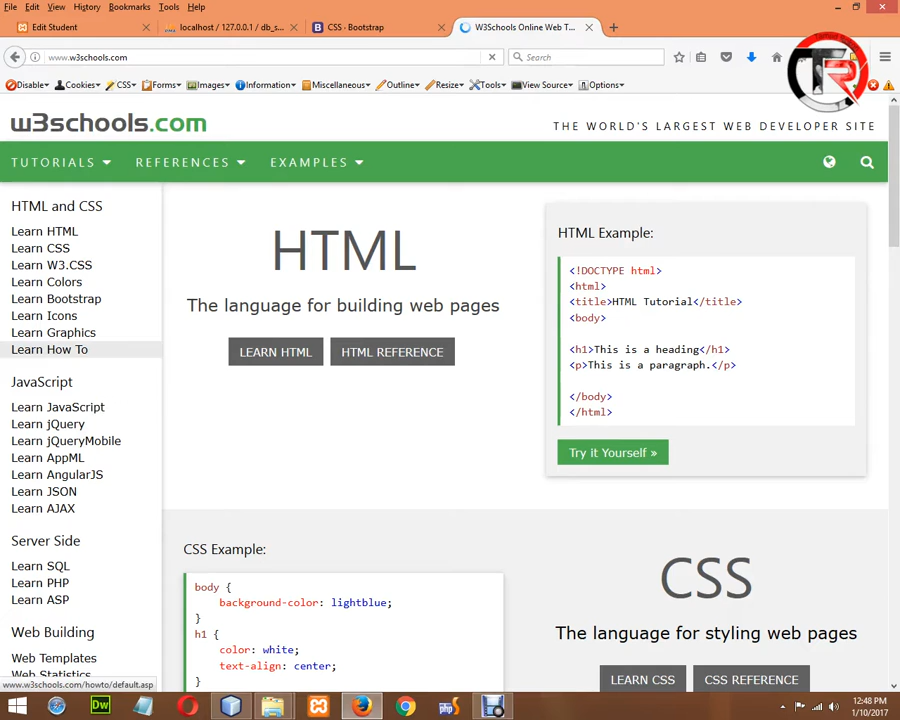 File Edit View History Bookmarks Tools Help
Edit Student
localhost / 127.0.0.1 / db_s...
CSS - Bootstrap
W3Schools Online Web T...
www.w3schools.com
Search
Disable Cookies CSS Forms Images Information Miscellaneous Outline Resize Tools View Source Options
w3schools.com
THE WORLD'S LARGEST WEB DEVELOPER SITE
TUTORIALS REFERENCES EXAMPLES
HTML and CSS
Learn HTML
Learn CSS
Learn W3.CSS
Learn Colors
Learn Bootstrap
Learn Icons
Learn Graphics
Learn How To
JavaScript
Learn JavaScript
Learn jQuery
Learn jQueryMobile
Learn AppML
Learn AngularJS
Learn JSON
Learn AJAX
Server Side
Learn SQL
Learn PHP
Learn ASP
Web Building
Web Templates
Web Statistics
www.w3schools.com/howto/default.asp
HTML
The language for building web pages
LEARN HTML HTML REFERENCE
HTML Example:
<!DOCTYPE html>
<html>
<title>HTML Tutorial</title>
<body>
<h1>This is a heading</h1>
<p>This is a paragraph.</p>
</body>
</html>
Try it Yourself »
CSS Example:
body {
background-color: lightblue;
}
h1 {
color: white;
text-align: center;
}
CSS
The language for styling web pages
LEARN CSS CSS REFERENCE
Dw
php
12:48 PM
1/10/2017